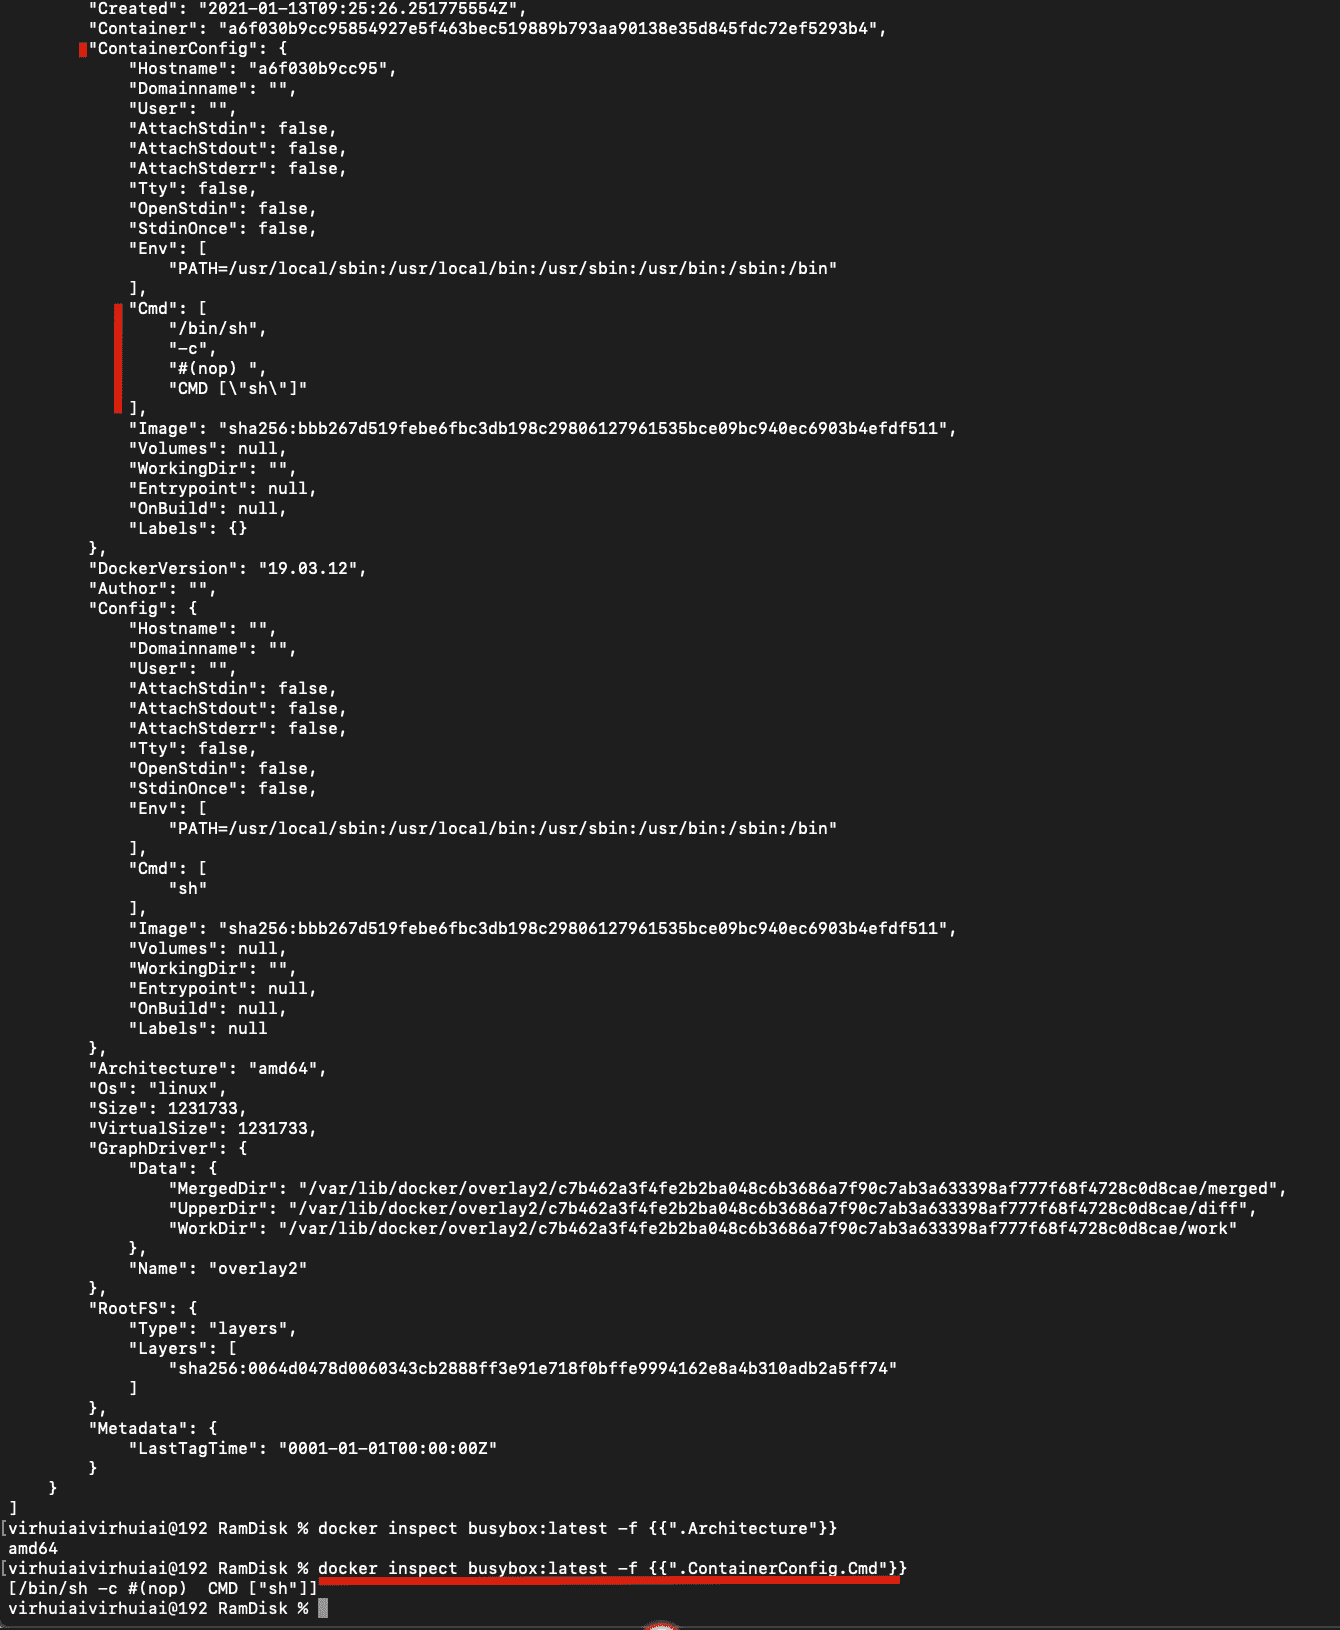 "Created": "2021-01-13T09:25:26.251775554Z",
"Container": "a6f030b9cc95854927e5f463bec519889b793aa90138e35d845fdc72ef5293b4",
"ContainerConfig": {
"Hostname": "a6f030b9cc95",
"Domainname": "",
"User": "",
"AttachStdin": false,
"AttachStdout": false,
"AttachStderr": false,
"Tty": false,
"OpenStdin": false,
"StdinOnce": false,
"Env": [
"PATH=/usr/local/sbin:/usr/local/bin:/usr/sbin:/usr/bin:/sbin:/bin"
],
"Cmd": [
"/bin/sh",
"-c",
"#(nop) ",
"CMD [\"sh\"]"
],
"Image": "sha256:bbb267d519febe6fbc3db198c29806127961535bce09bc940ec6903b4efdf511",
"Volumes": null,
"WorkingDir": "",
"Entrypoint": null,
"OnBuild": null,
"Labels": {}
},
"DockerVersion": "19.03.12",
"Author": "",
"Config": {
"Hostname": "",
"Domainname": "",
"User": "",
"AttachStdin": false,
"AttachStdout": false,
"AttachStderr": false,
"Tty": false,
"OpenStdin": false,
"StdinOnce": false,
"Env": [
"PATH=/usr/local/sbin:/usr/local/bin:/usr/sbin:/usr/bin:/sbin:/bin"
],
"Cmd": [
"sh"
],
"Image": "sha256:bbb267d519febe6fbc3db198c29806127961535bce09bc940ec6903b4efdf511",
"Volumes": null,
"WorkingDir": "",
"Entrypoint": null,
"OnBuild": null,
"Labels": null
},
"Architecture": "amd64",
"Os": "linux",
"Size": 1231733,
"VirtualSize": 1231733,
"GraphDriver": {
"Data": {
"MergedDir": "/var/lib/docker/overlay2/c7b462a3f4fe2b2ba048c6b3686a7f90c7ab3a633398af777f68f4728c0d8cae/merged",
"UpperDir": "/var/lib/docker/overlay2/c7b462a3f4fe2b2ba048c6b3686a7f90c7ab3a633398af777f68f4728c0d8cae/diff",
"WorkDir": "/var/lib/docker/overlay2/c7b462a3f4fe2b2ba048c6b3686a7f90c7ab3a633398af777f68f4728c0d8cae/work"
},
"Name": "overlay2"
},
"RootFS": {
"Type": "layers",
"Layers": [
"sha256:0064d0478d0060343cb2888ff3e91e718f0bffe9994162e8a4b310adb2a5ff74"
]
},
"Metadata": {
"LastTagTime": "0001-01-01T00:00:00Z"
}
}
]
[virhuiaivirhuiai@192 RamDisk % docker inspect busybox:latest -f {{".Architecture"}}
amd64
[virhuiaivirhuiai@192 RamDisk % docker inspect busybox:latest -f {{".ContainerConfig.Cmd"}}
[/bin/sh -c #(nop)  CMD ["sh"]]
virhuiaivirhuiai@192 RamDisk %